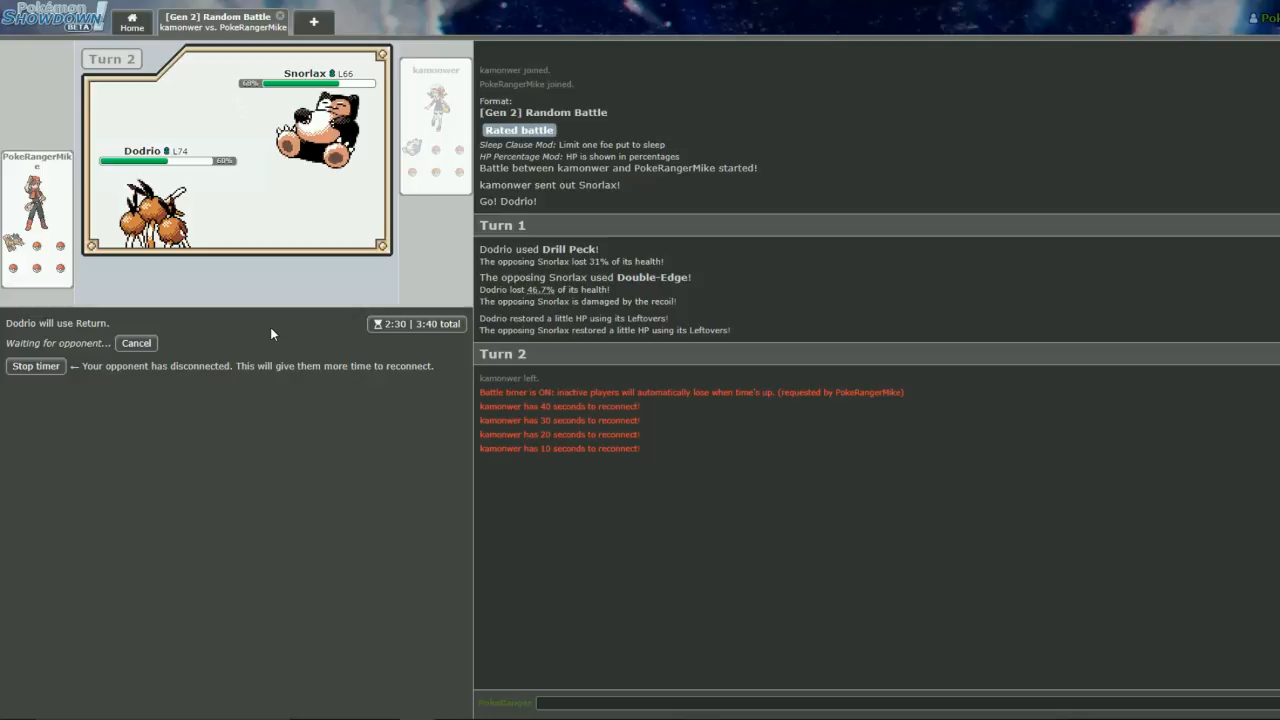 Pokémon
SHOWDOWN!
BETA
Home
[Gen 2] Random Battle
kamonwer vs. PokeRangerMike
+
Turn 2
Snorlax L66
68%
Dodrio L74
60%
kamonwer
PokeRangerMik
e
Dodrio will use Return.
2:30 | 3:40 total
Waiting for opponent... Cancel
Stop timer ← Your opponent has disconnected. This will give them more time to reconnect.
kamonwer joined.
PokeRangerMike joined.
Format:
[Gen 2] Random Battle
Rated battle
Sleep Clause Mod: Limit one foe put to sleep
HP Percentage Mod: HP is shown in percentages
Battle between kamonwer and PokeRangerMike started!
kamonwer sent out Snorlax!
Go! Dodrio!
Turn 1
Dodrio used Drill Peck!
The opposing Snorlax lost 31% of its health!
The opposing Snorlax used Double-Edge!
Dodrio lost 46.7% of its health!
The opposing Snorlax is damaged by the recoil!
Dodrio restored a little HP using its Leftovers!
The opposing Snorlax restored a little HP using its Leftovers!
Turn 2
kamonwer left.
Battle timer is ON: inactive players will automatically lose when time's up. (requested by PokeRangerMike)
kamonwer has 40 seconds to reconnect!
kamonwer has 30 seconds to reconnect!
kamonwer has 20 seconds to reconnect!
kamonwer has 10 seconds to reconnect!